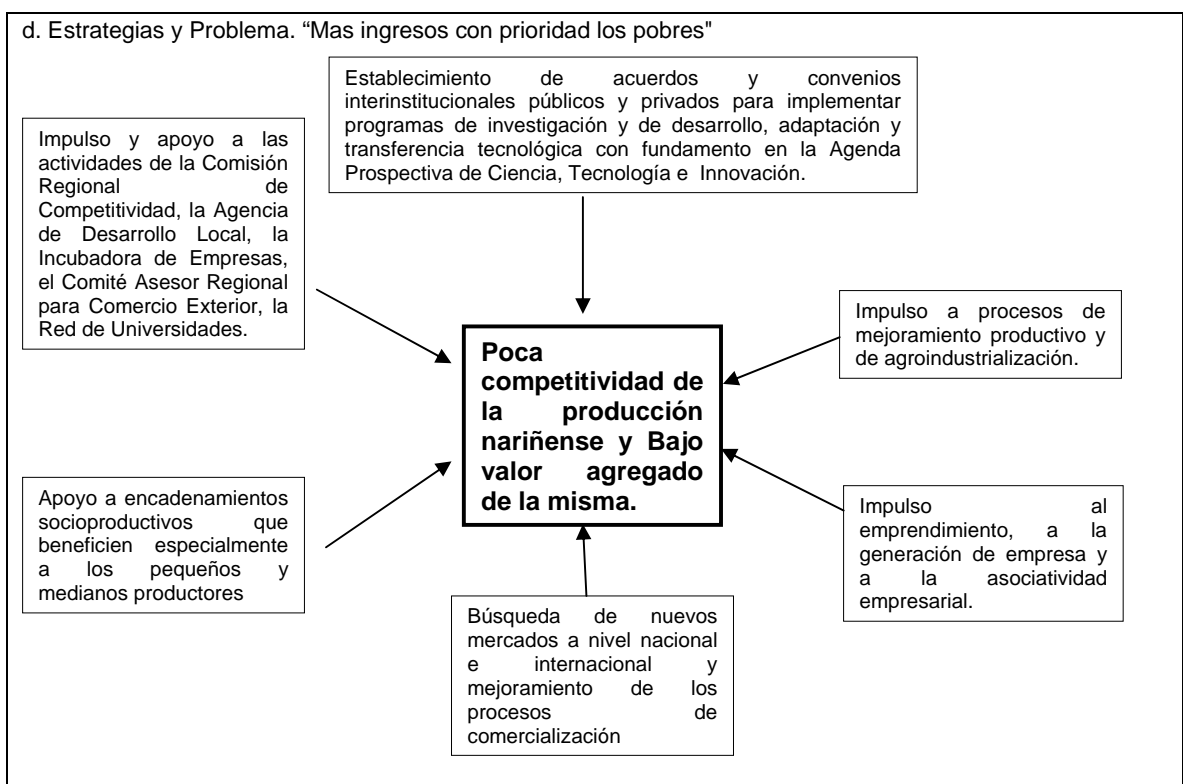 d. Estrategias y Problema. “Mas ingresos con prioridad los pobres"
Establecimiento de acuerdos y convenios
interinstitucionales públicos y privados para implementar
programas de investigación y de desarrollo, adaptación y
transferencia tecnológica con fundamento en la Agenda
Prospectiva de Ciencia, Tecnología e Innovación.
Impulso y apoyo a las
actividades de la Comisión
Regional de
Competitividad, la Agencia
de Desarrollo Local, la
Incubadora de Empresas,
el Comité Asesor Regional
para Comercio Exterior, la
Red de Universidades.
Impulso a procesos de
mejoramiento productivo y
de agroindustrialización.
Poca
competitividad de
la producción
nariñense y Bajo
valor agregado
de la misma.
Apoyo a encadenamientos
socioproductivos que
beneficien especialmente
a los pequeños y
medianos productores
Impulso al
emprendimiento, a la
generación de empresa y
a la asociatividad
empresarial.
Búsqueda de nuevos
mercados a nivel nacional
e internacional y
mejoramiento de los
procesos de
comercialización